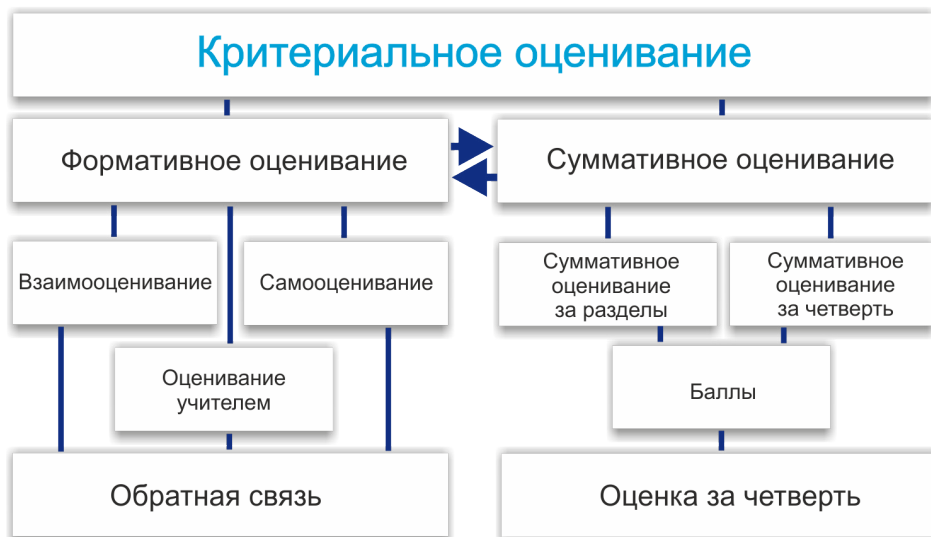 Критериальное оценивание
Формативное оценивание
Суммативное оценивание
Взаимооценивание
Самооценивание
Суммативное
оценивание
за разделы
Суммативное
оценивание
за четверть
Оценивание
учителем
Баллы
Обратная связь
Оценка за четверть